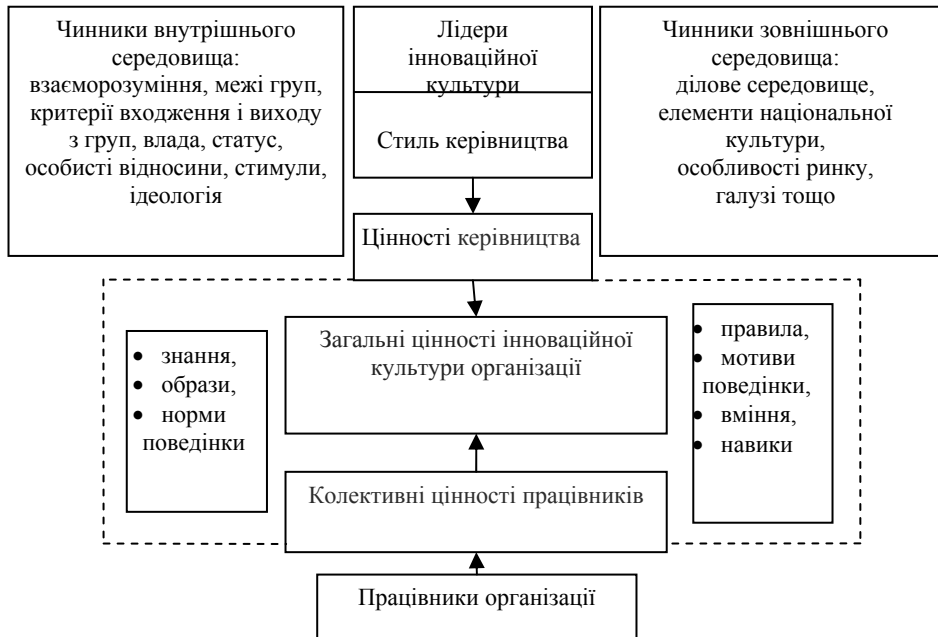 Чинники внутрішнього
середовища:
взаєморозуміння, межі груп,
критерії входження і виходу
з груп, влада, статус,
особисті відносини, стимули,
ідеологія
Лідери
інноваційної
культури
Стиль керівництва
Чинники зовнішнього
середовища:
ділове середовище,
елементи національної
культури,
особливості ринку,
галузі тощо
Цінності керівництва
• знання,
• образи,
• норми
поведінки
Загальні цінності інноваційної
культури організації
• правила,
• мотиви
поведінки,
• вміння,
• навики
Колективні цінності працівників
Працівники організації